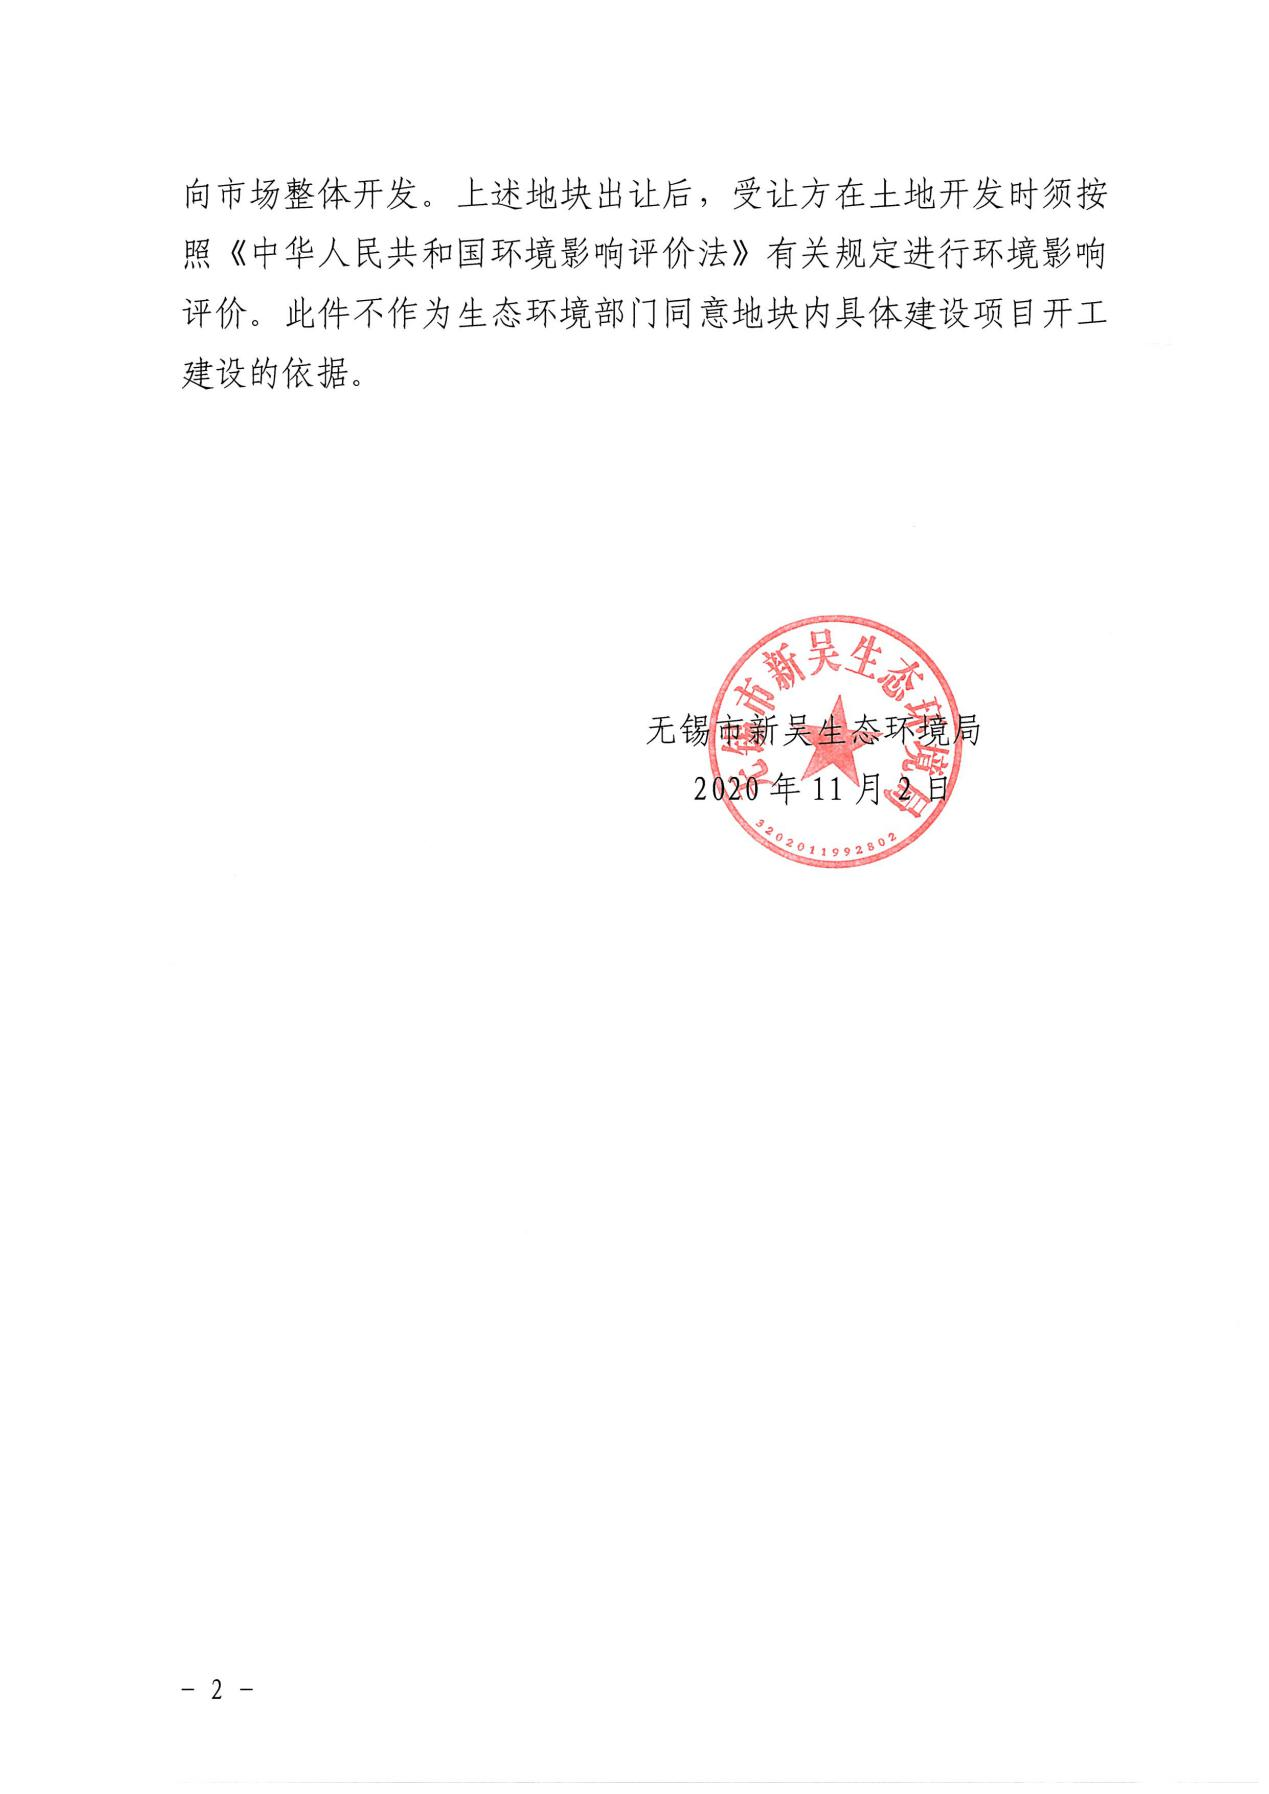 向市场整体开发。上述地块出让后，受让方在土地开发时须按
照《中华人民共和国环境影响评价法》有关规定进行环境影响
评价。此件不作为生态环境部门同意地块内具体建设项目开工
建设的依据。
无锡市新吴生态环境局
无锡市新吴生态环境局
2020年11月2日
3202011992802
- 2 -